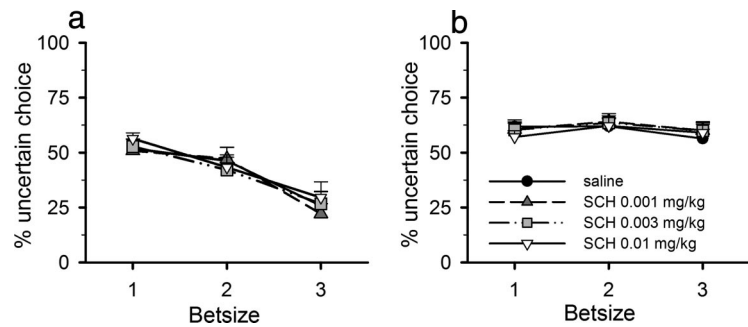 a
100
75
50
25
0
% uncertain choice
1 2 3
Betsize
b
100
75
50
25
0
% uncertain choice
saline
SCH 0.001 mg/kg
SCH 0.003 mg/kg
SCH 0.01 mg/kg
1 2 3
Betsize